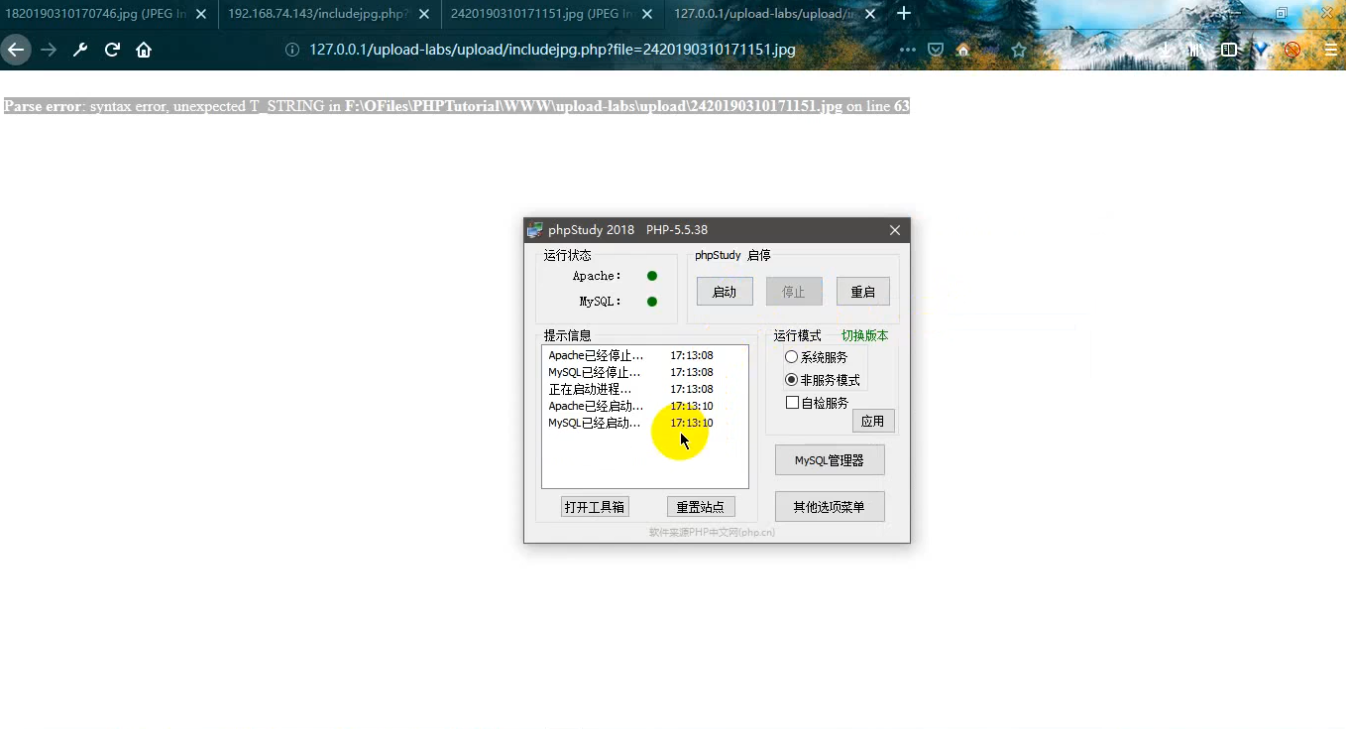 1820190310170746.jpg (JPEG Im
192.168.74.143/includejpg.php?
2420190310171151.jpg (JPEG Im
127.0.0.1/upload-labs/upload/in
127.0.0.1/upload-labs/upload/includejpg.php?file=2420190310171151.jpg
Parse error: syntax error, unexpected T_STRING in F:\OFiles\PHPTutorial\WWW\upload-labs\upload\2420190310171151.jpg on line 63
phpStudy 2018 PHP-5.5.38
运行状态
Apache:
MySQL:
phpStudy 启停
启动 停止 重启
提示信息
Apache已经停止... 17:13:08
MySQL已经停止... 17:13:08
正在启动进程... 17:13:08
Apache已经启动... 17:13:10
MySQL已经启动... 17:13:10
打开工具箱 重置站点
运行模式 切换版本
系统服务
非服务模式
自检服务
应用
MySQL管理器
其他选项菜单
软件来源PHP中文网(php.cn)